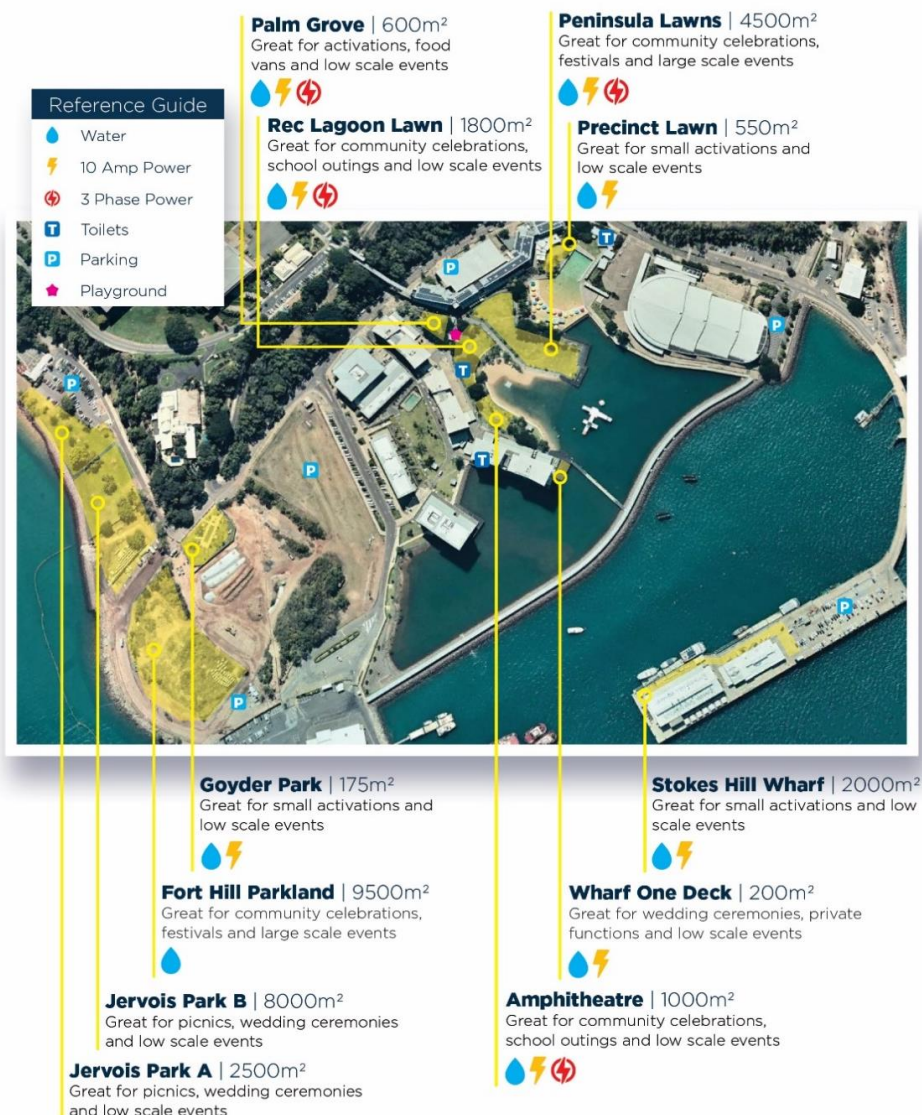 Palm Grove | 600m²
Great for activations, food
vans and low scale events
Peninsula Lawns | 4500m²
Great for community celebrations,
festivals and large scale events
Reference Guide
Water
10 Amp Power
3 Phase Power
T Toilets
P Parking
Playground
Rec Lagoon Lawn | 1800m²
Great for community celebrations,
school outings and low scale events
Precinct Lawn | 550m²
Great for small activations and
low scale events
T
P
P
P
T
T
P
P
P
Goyder Park | 175m²
Great for small activations and
low scale events
Stokes Hill Wharf | 2000m²
Great for small activations and low
scale events
Fort Hill Parkland | 9500m²
Great for community celebrations,
festivals and large scale events
Wharf One Deck | 200m²
Great for wedding ceremonies, private
functions and low scale events
Jervois Park B | 8000m²
Great for picnics, wedding ceremonies
and low scale events
Amphitheatre | 1000m²
Great for community celebrations,
school outings and low scale events
Jervois Park A | 2500m²
Great for picnics, wedding ceremonies
and low scale events